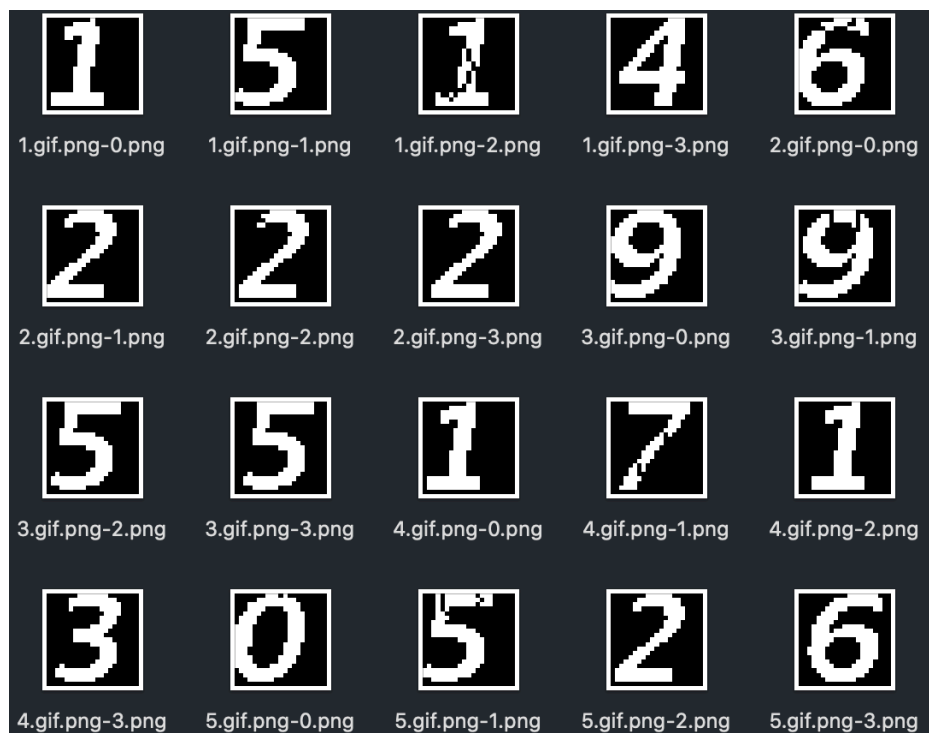 1 5 1 4 6
1.gif.png-0.png 1.gif.png-1.png 1.gif.png-2.png 1.gif.png-3.png 2.gif.png-0.png
2 2 2 9 9
2.gif.png-1.png 2.gif.png-2.png 2.gif.png-3.png 3.gif.png-0.png 3.gif.png-1.png
5 5 1 7 1
3.gif.png-2.png 3.gif.png-3.png 4.gif.png-0.png 4.gif.png-1.png 4.gif.png-2.png
3 0 5 2 6
4.gif.png-3.png 5.gif.png-0.png 5.gif.png-1.png 5.gif.png-2.png 5.gif.png-3.png